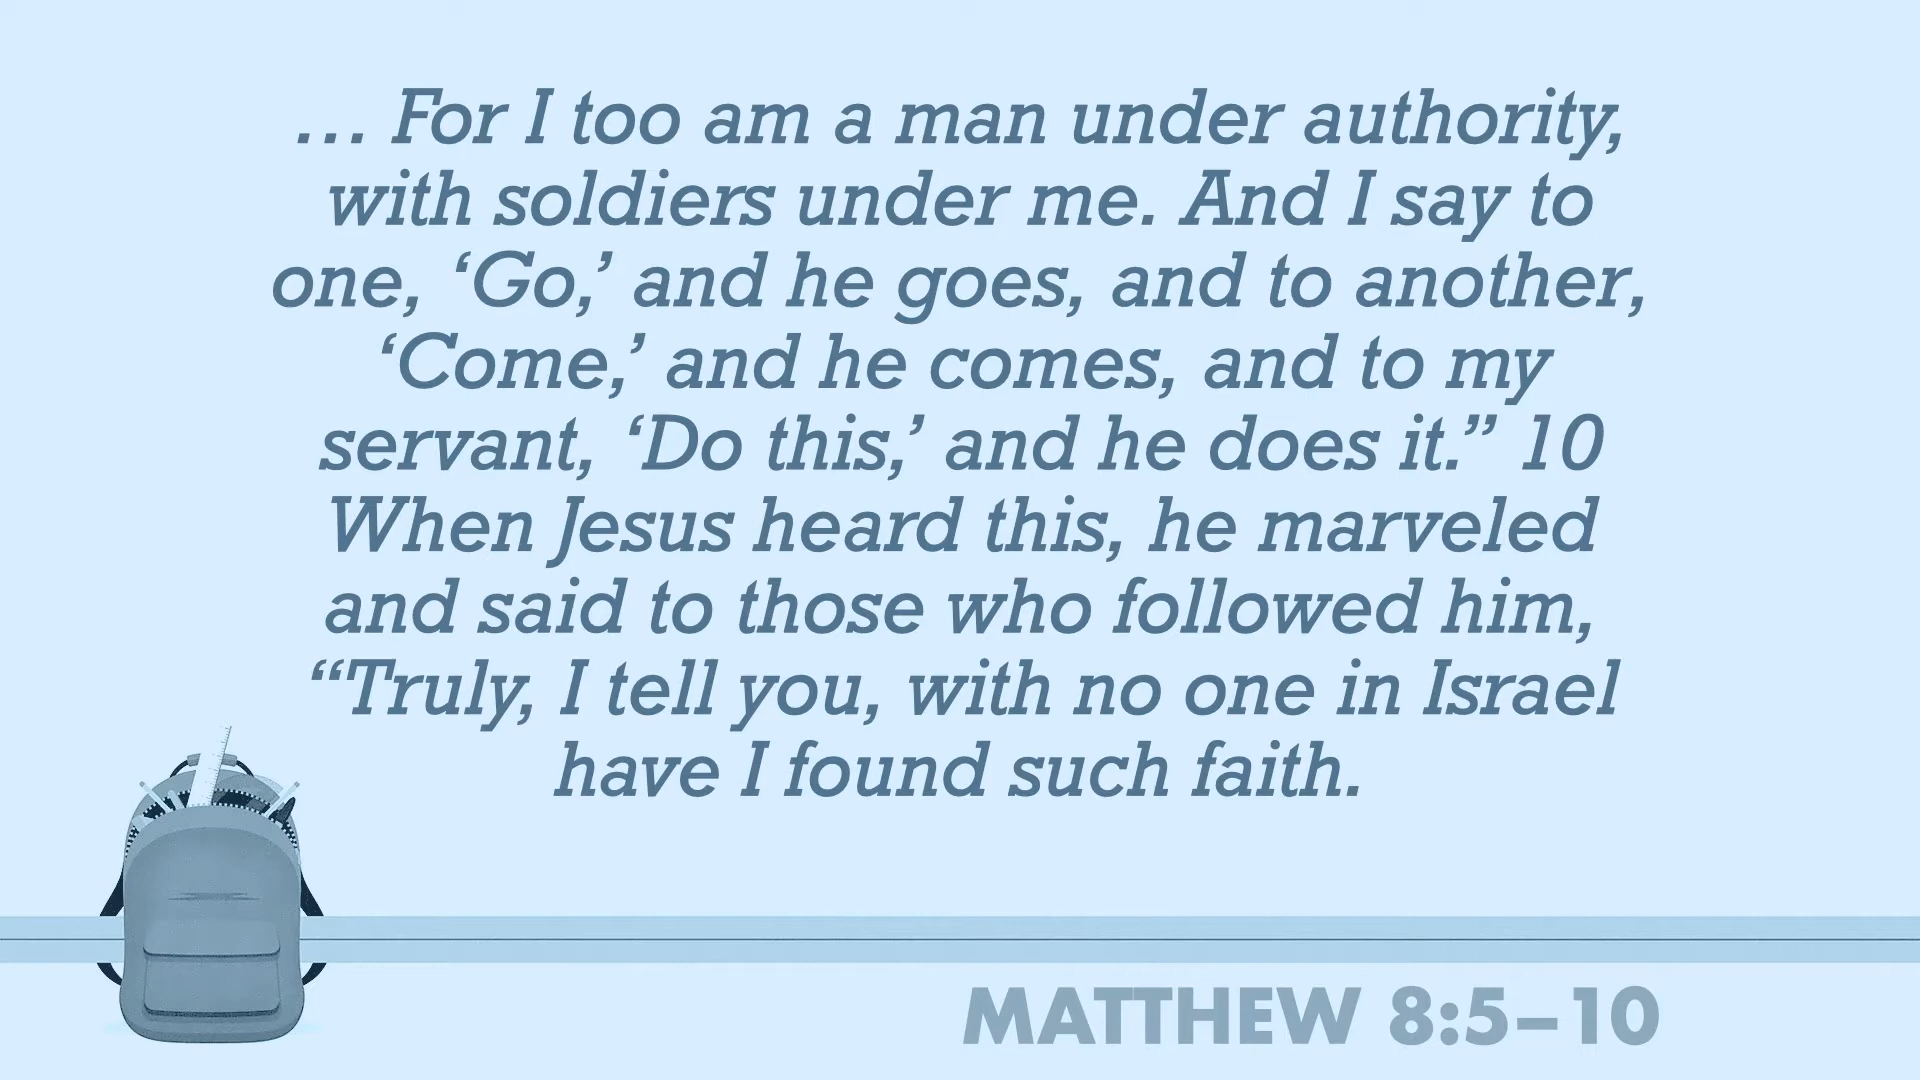 … For I too am a man under authority,
with soldiers under me. And I say to
one, ‘Go,’ and he goes, and to another,
‘Come,’ and he comes, and to my
servant, ‘Do this,’ and he does it.” 10
When Jesus heard this, he marveled
and said to those who followed him,
“Truly, I tell you, with no one in Israel
have I found such faith.
MATTHEW 8:5–10